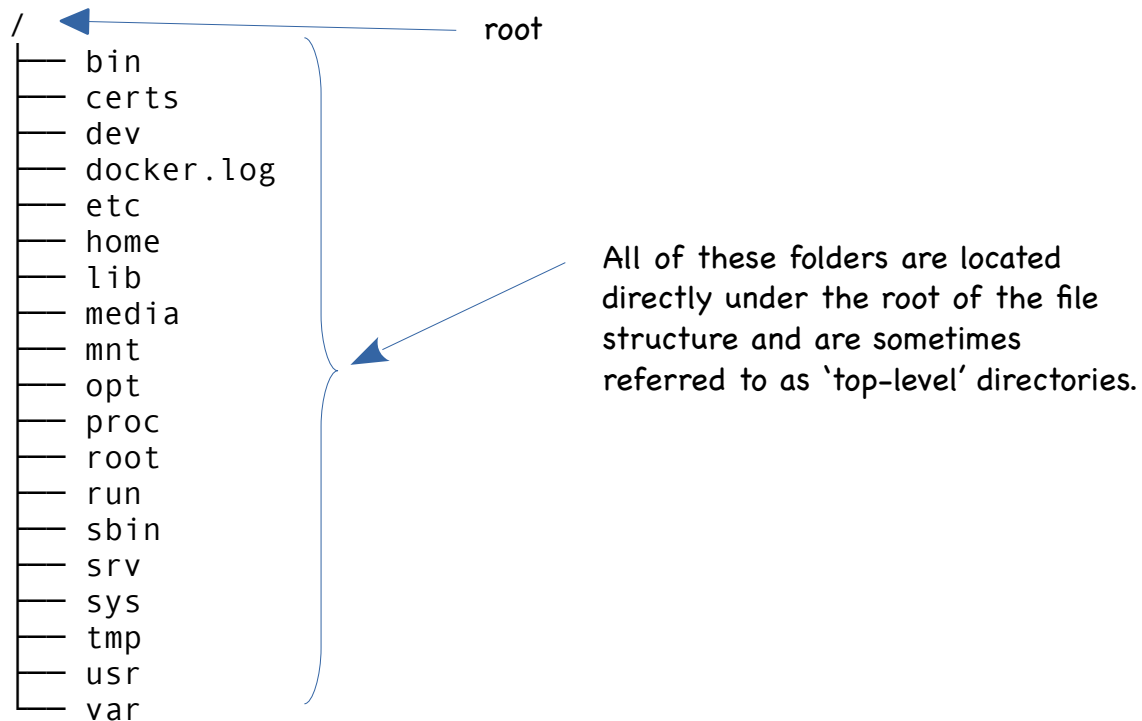 /
root
bin
certs
dev
docker.log
etc
home
lib
media
mnt
opt
proc
root
run
sbin
srv
sys
tmp
usr
var
All of these folders are located
directly under the root of the file
structure and are sometimes
referred to as ‘top-level’ directories.